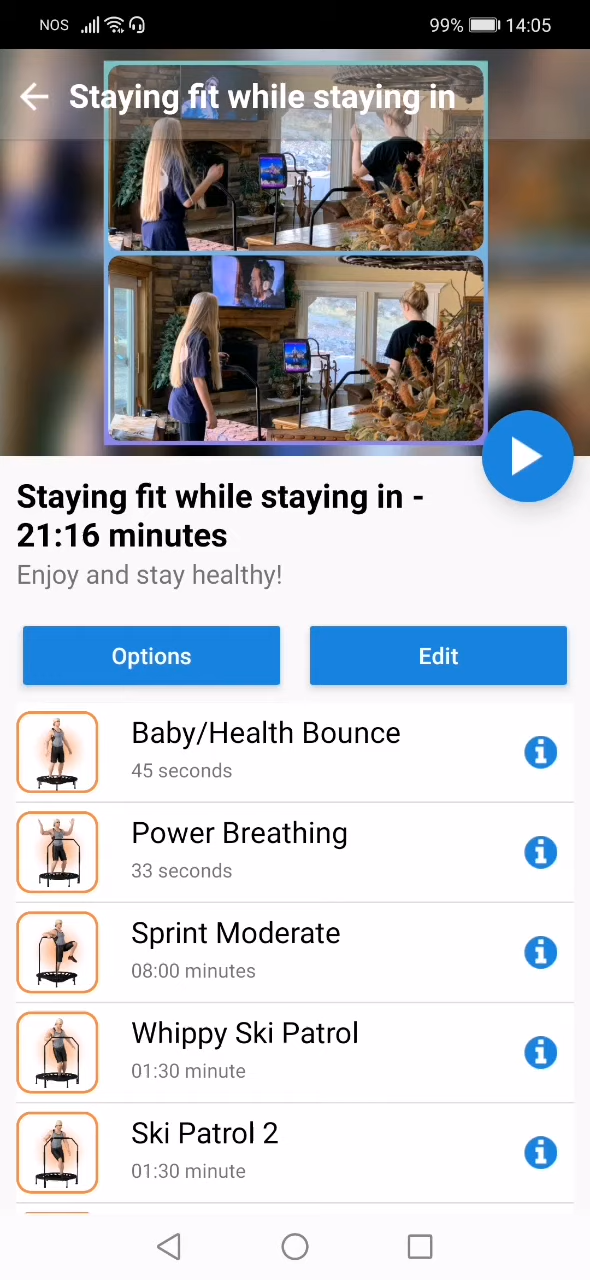 NOS
99%
14:05
Staying fit while staying in
Staying fit while staying in -
21:16 minutes
Enjoy and stay healthy!
Options
Edit
Baby/Health Bounce
45 seconds
Power Breathing
33 seconds
Sprint Moderate
08:00 minutes
Whippy Ski Patrol
01:30 minute
Ski Patrol 2
01:30 minute